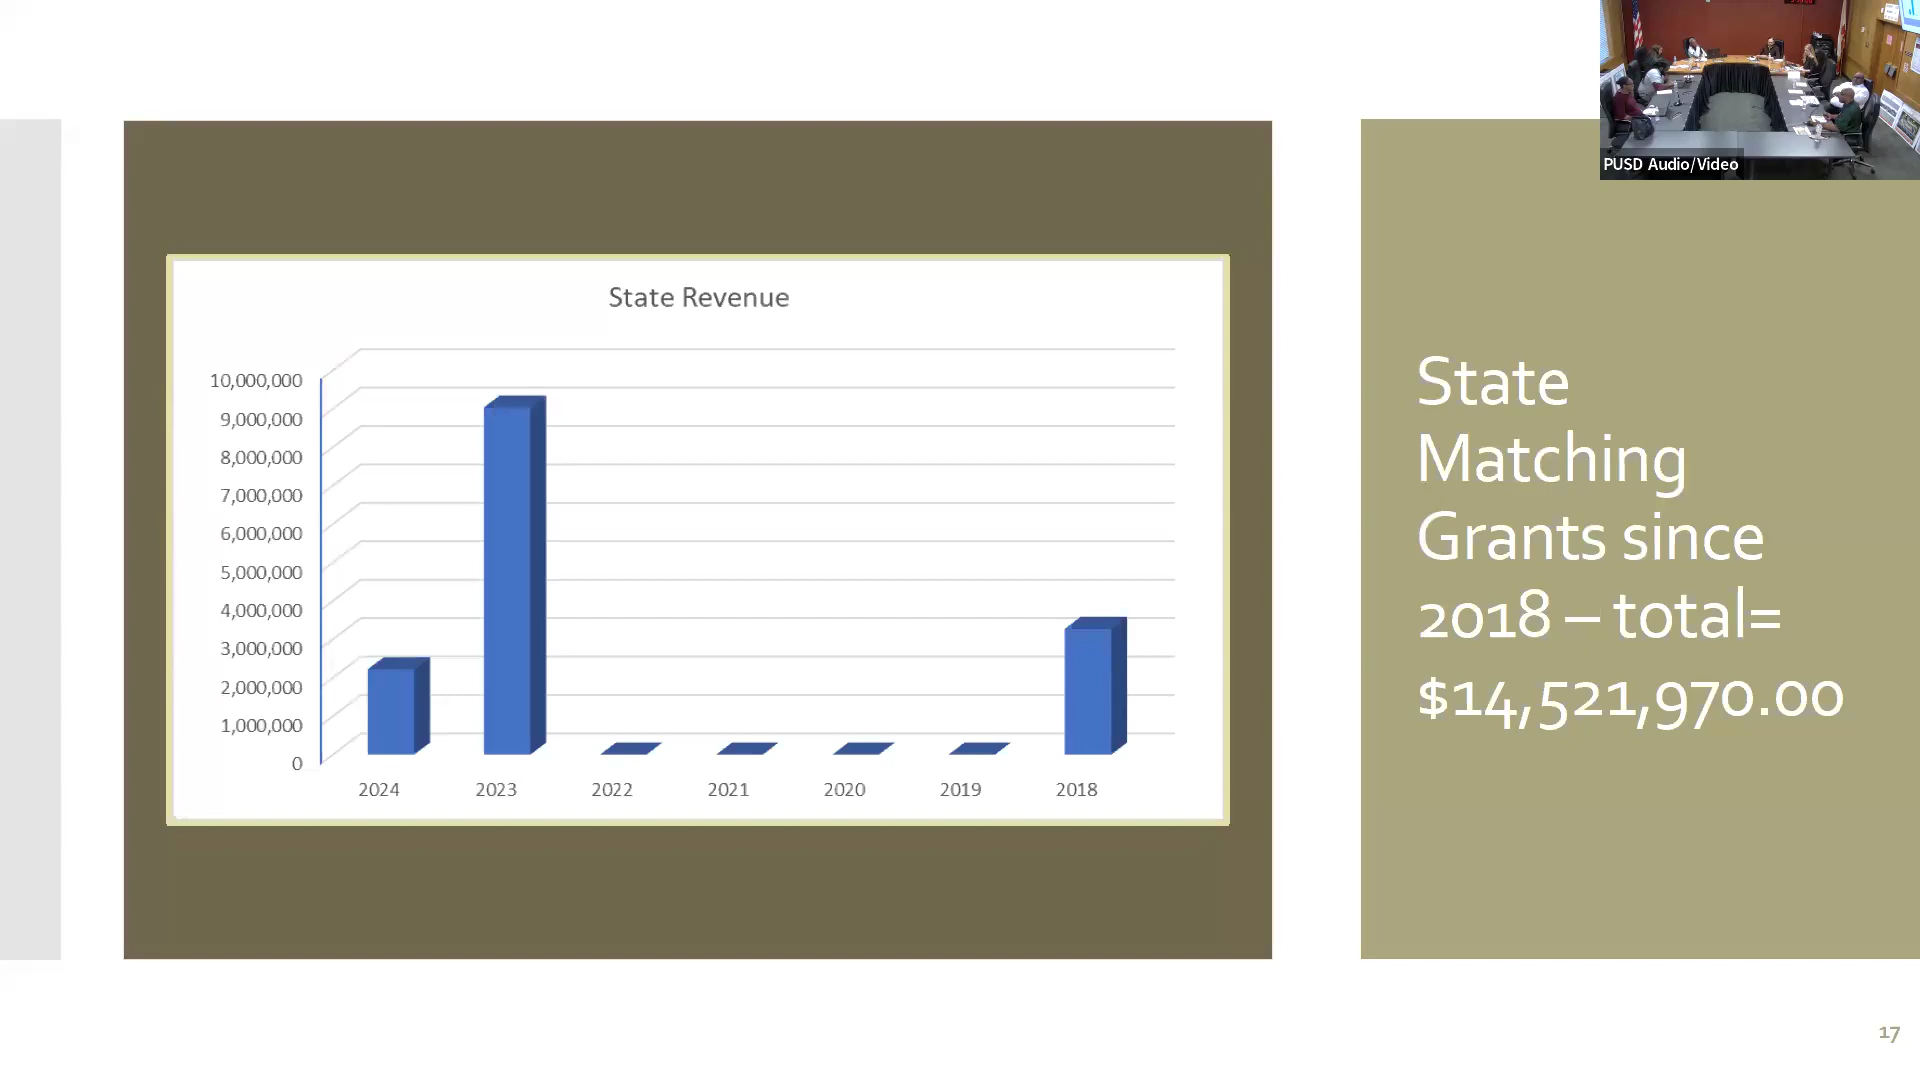 PUSD Audio/Video
State Revenue
10,000,000
9,000,000
8,000,000
7,000,000
6,000,000
5,000,000
4,000,000
3,000,000
2,000,000
1,000,000
0
2024 2023 2022 2021 2020 2019 2018
State
Matching
Grants since
2018 – total=
$14,521,970.00
17